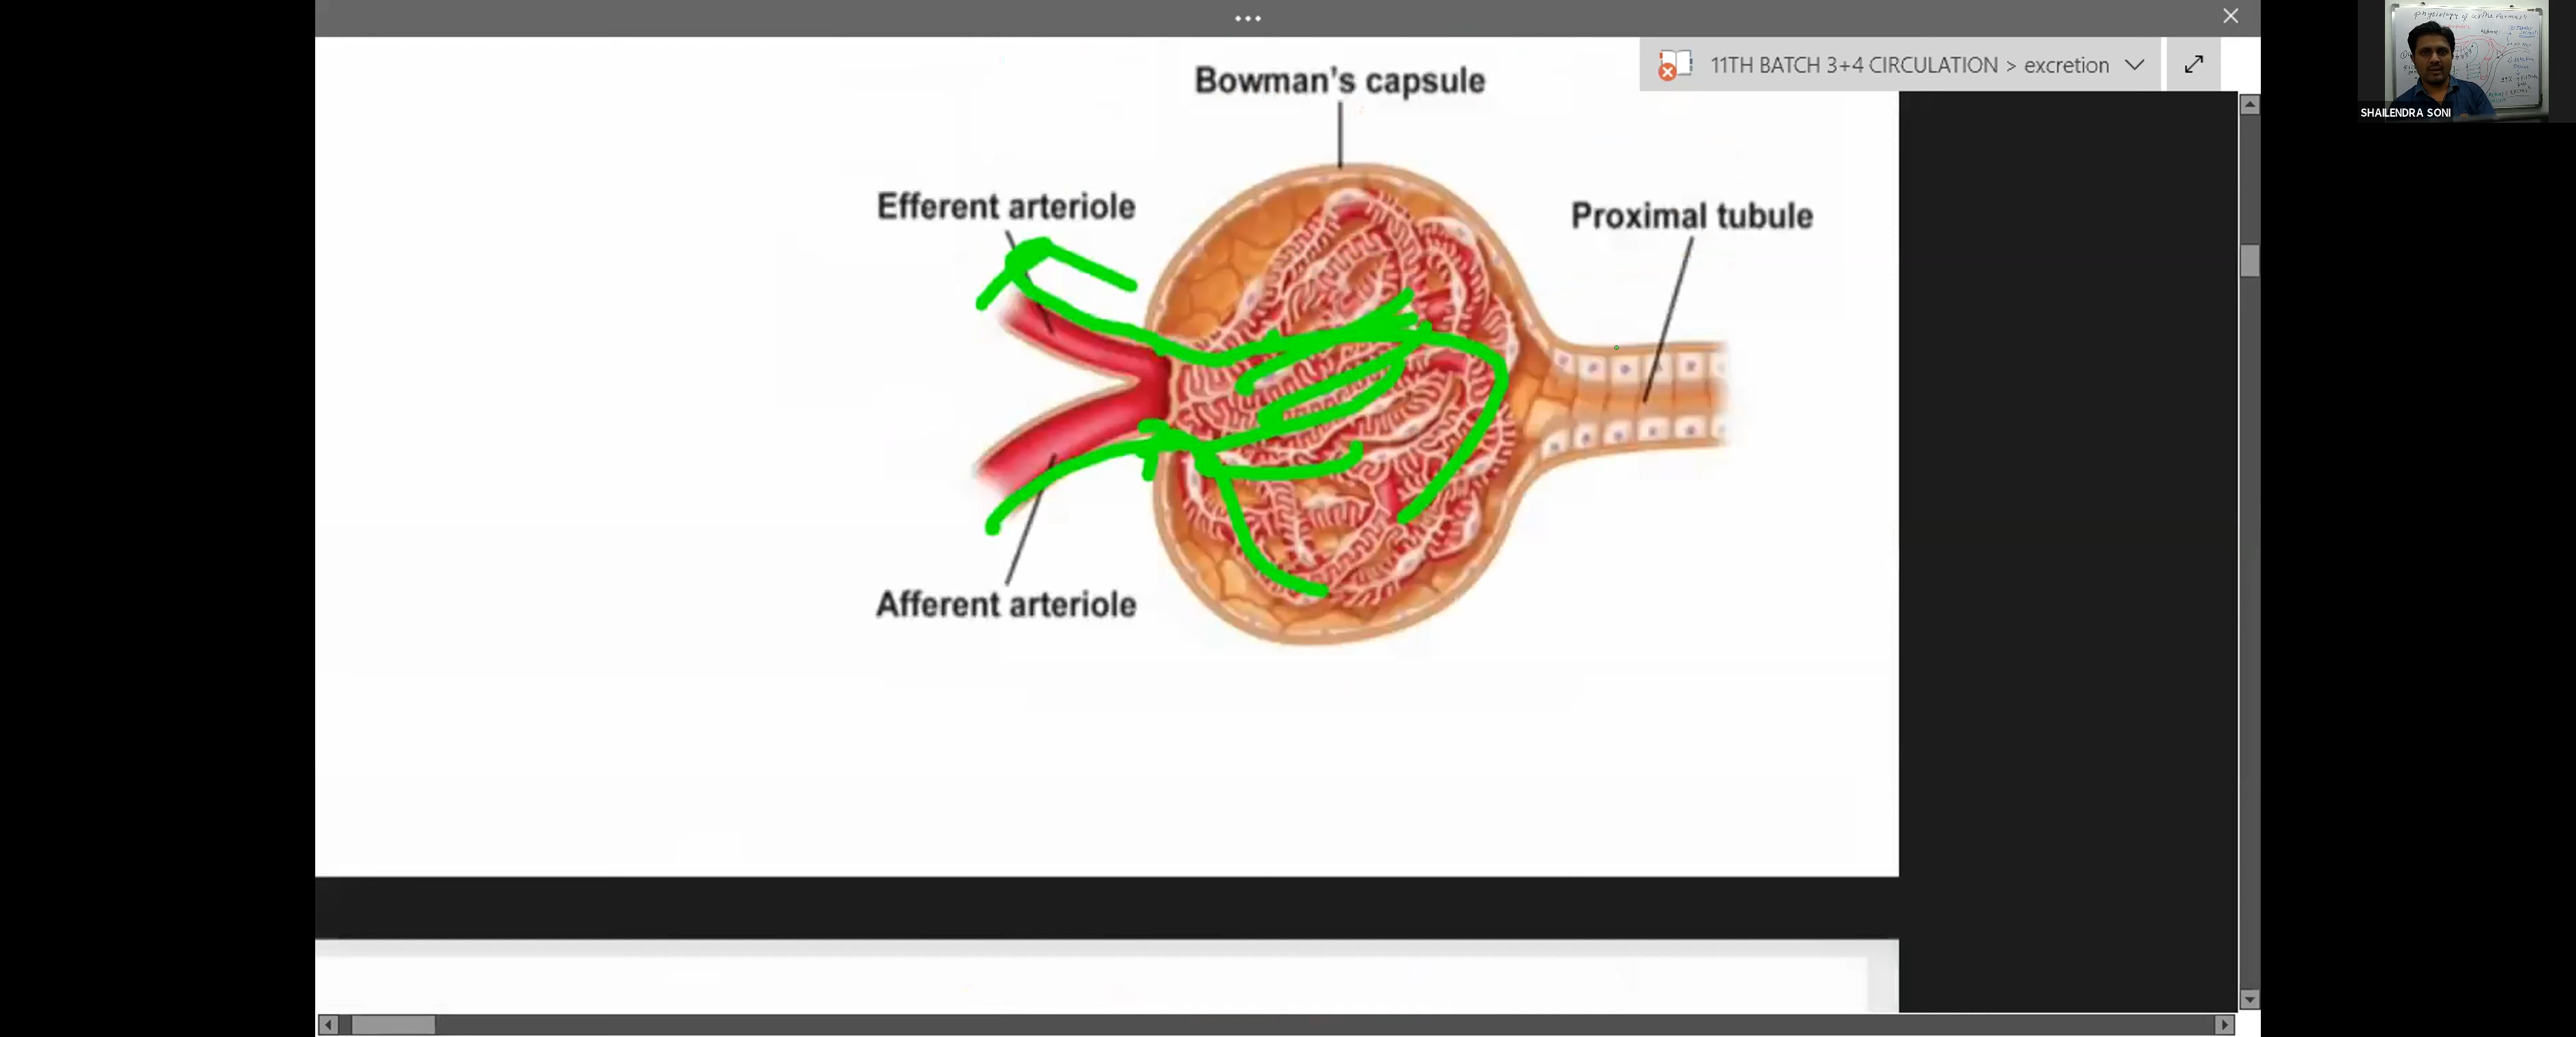 11TH BATCH 3+4 CIRCULATION > excretion
SHAILENDRA SONI
Bowman's capsule
Efferent arteriole
Proximal tubule
Afferent arteriole